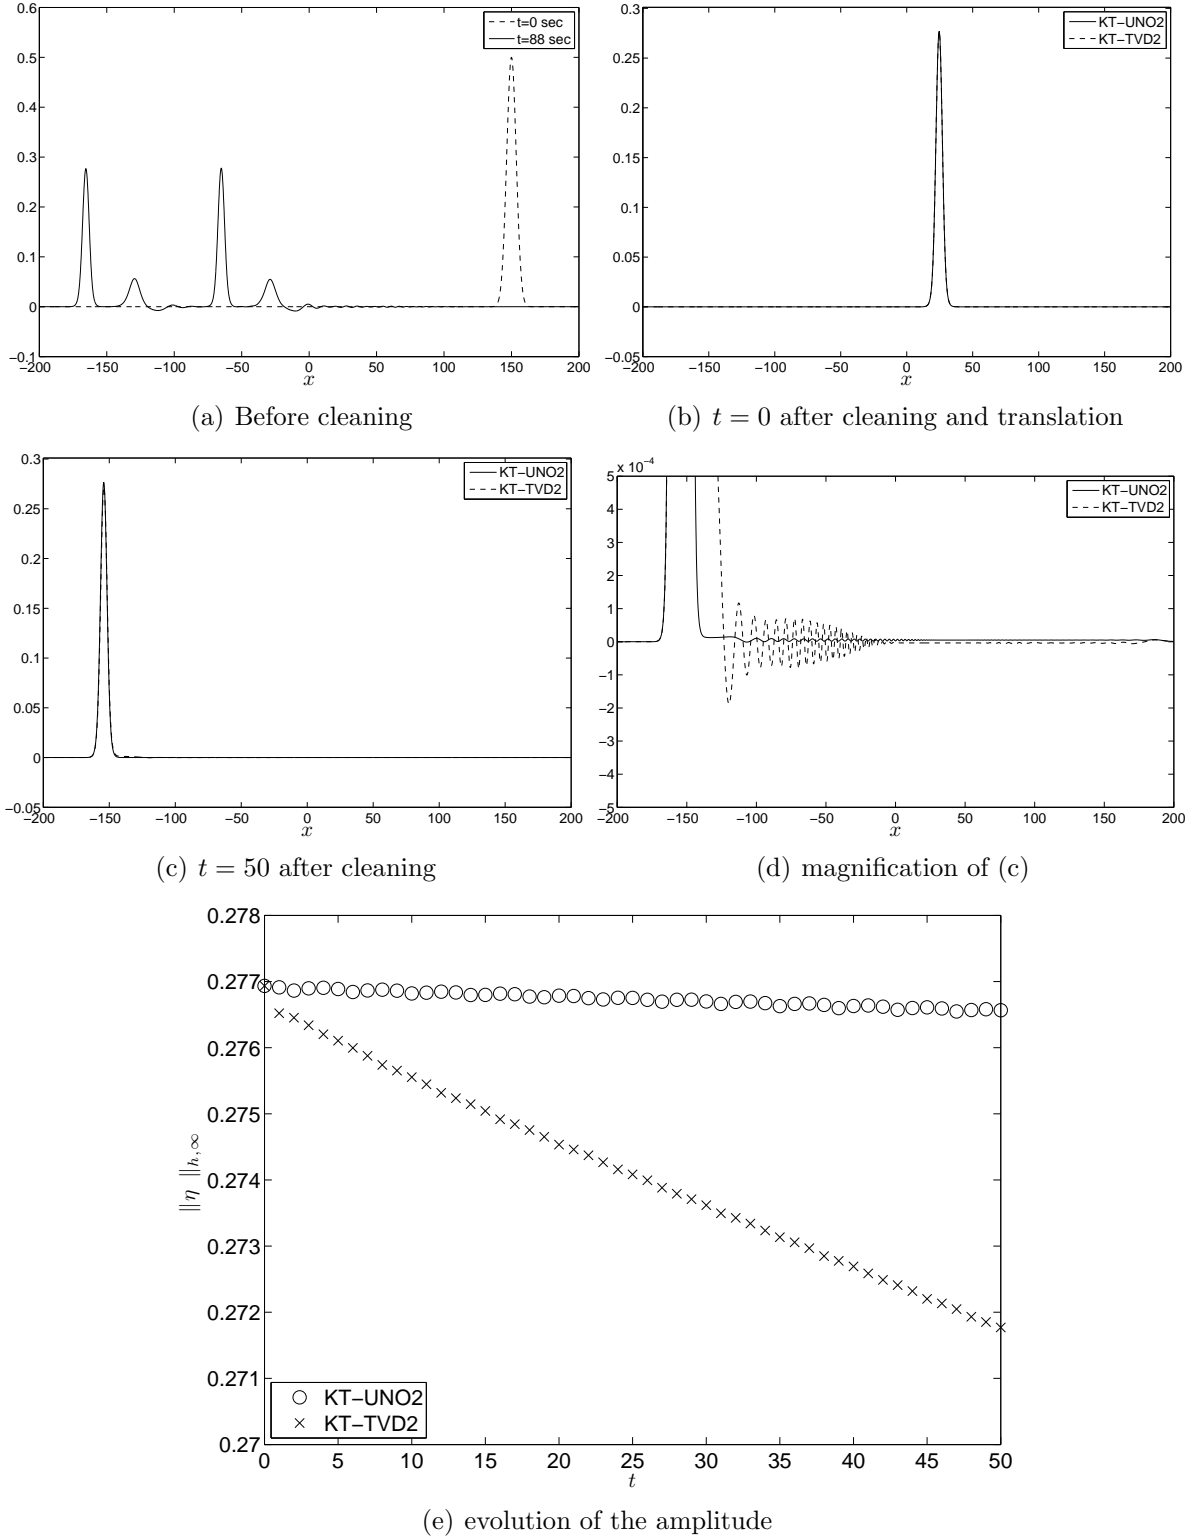 0.6
0.5
0.4
0.3
0.2
0.1
0
−0.1
t=0 sec
t=88 sec
−200 −150 −100 −50 0 50 100 150 200
x
(a) Before cleaning
0.3
0.25
0.2
0.15
0.1
0.05
0
−0.05
KT−UNO2
KT−TVD2
−200 −150 −100 −50 0 50 100 150 200
x
(b) t = 0 after cleaning and translation
0.3
0.25
0.2
0.15
0.1
0.05
0
−0.05
KT−UNO2
KT−TVD2
−200 −150 −100 −50 0 50 100 150 200
x
(c) t = 50 after cleaning
x 10⁻⁴
5
4
3
2
1
0
−1
−2
−3
−4
−5
KT−UNO2
KT−TVD2
−200 −150 −100 −50 0 50 100 150 200
x
(d) magnification of (c)
0.278
0.277
0.276
0.275
0.274
0.273
0.272
0.271
0.27
||η ||h,∞
KT−UNO2
KT−TVD2
0 5 10 15 20 25 30 35 40 45 50
t
(e) evolution of the amplitude